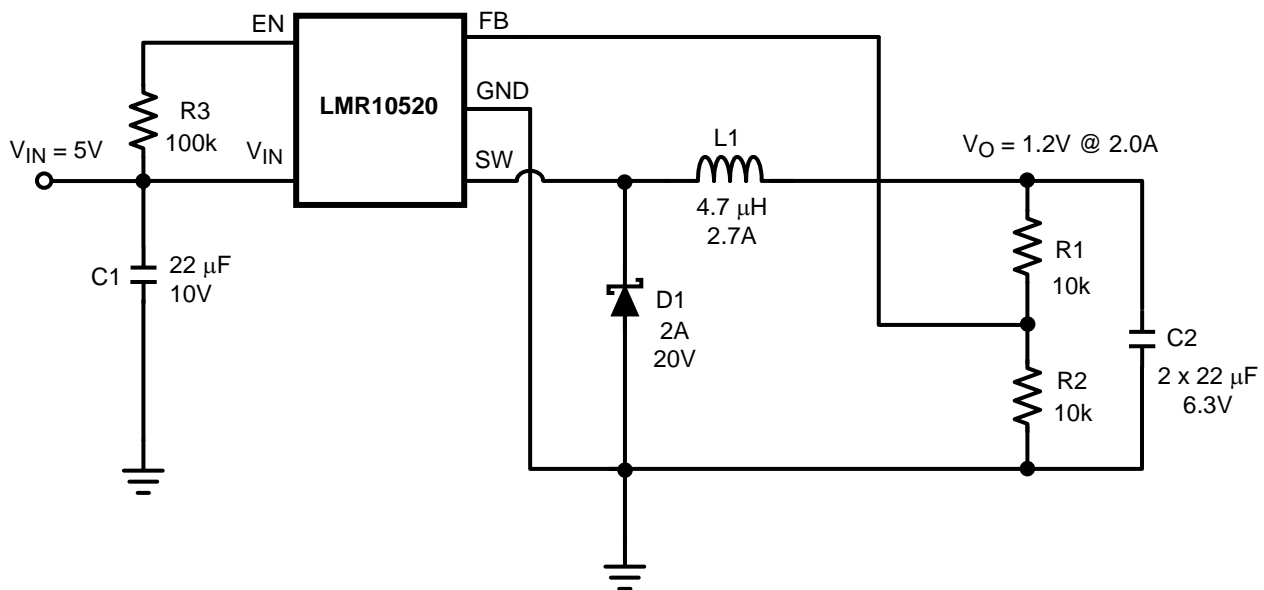 EN
FB
R3
100k
LMR10520
GND
V_IN = 5V
V_IN
SW
L1
4.7 μH
2.7A
V_O = 1.2V @ 2.0A
C1
22 μF
10V
D1
2A
20V
R1
10k
R2
10k
C2
2 x 22 μF
6.3V